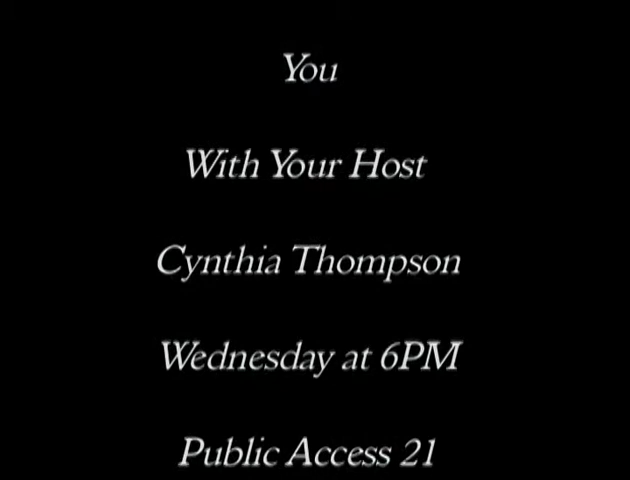 You
With Your Host
Cynthia Thompson
Wednesday at 6PM
Public Access 21